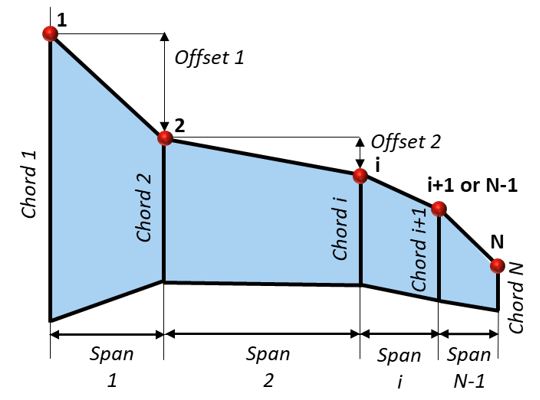 1
Offset 1
2
Offset 2
i
i+1 or N-1
N
Chord 1
Chord 2
Chord i
Chord i+1
Chord N
Span
1
Span
2
Span
i
Span
N-1